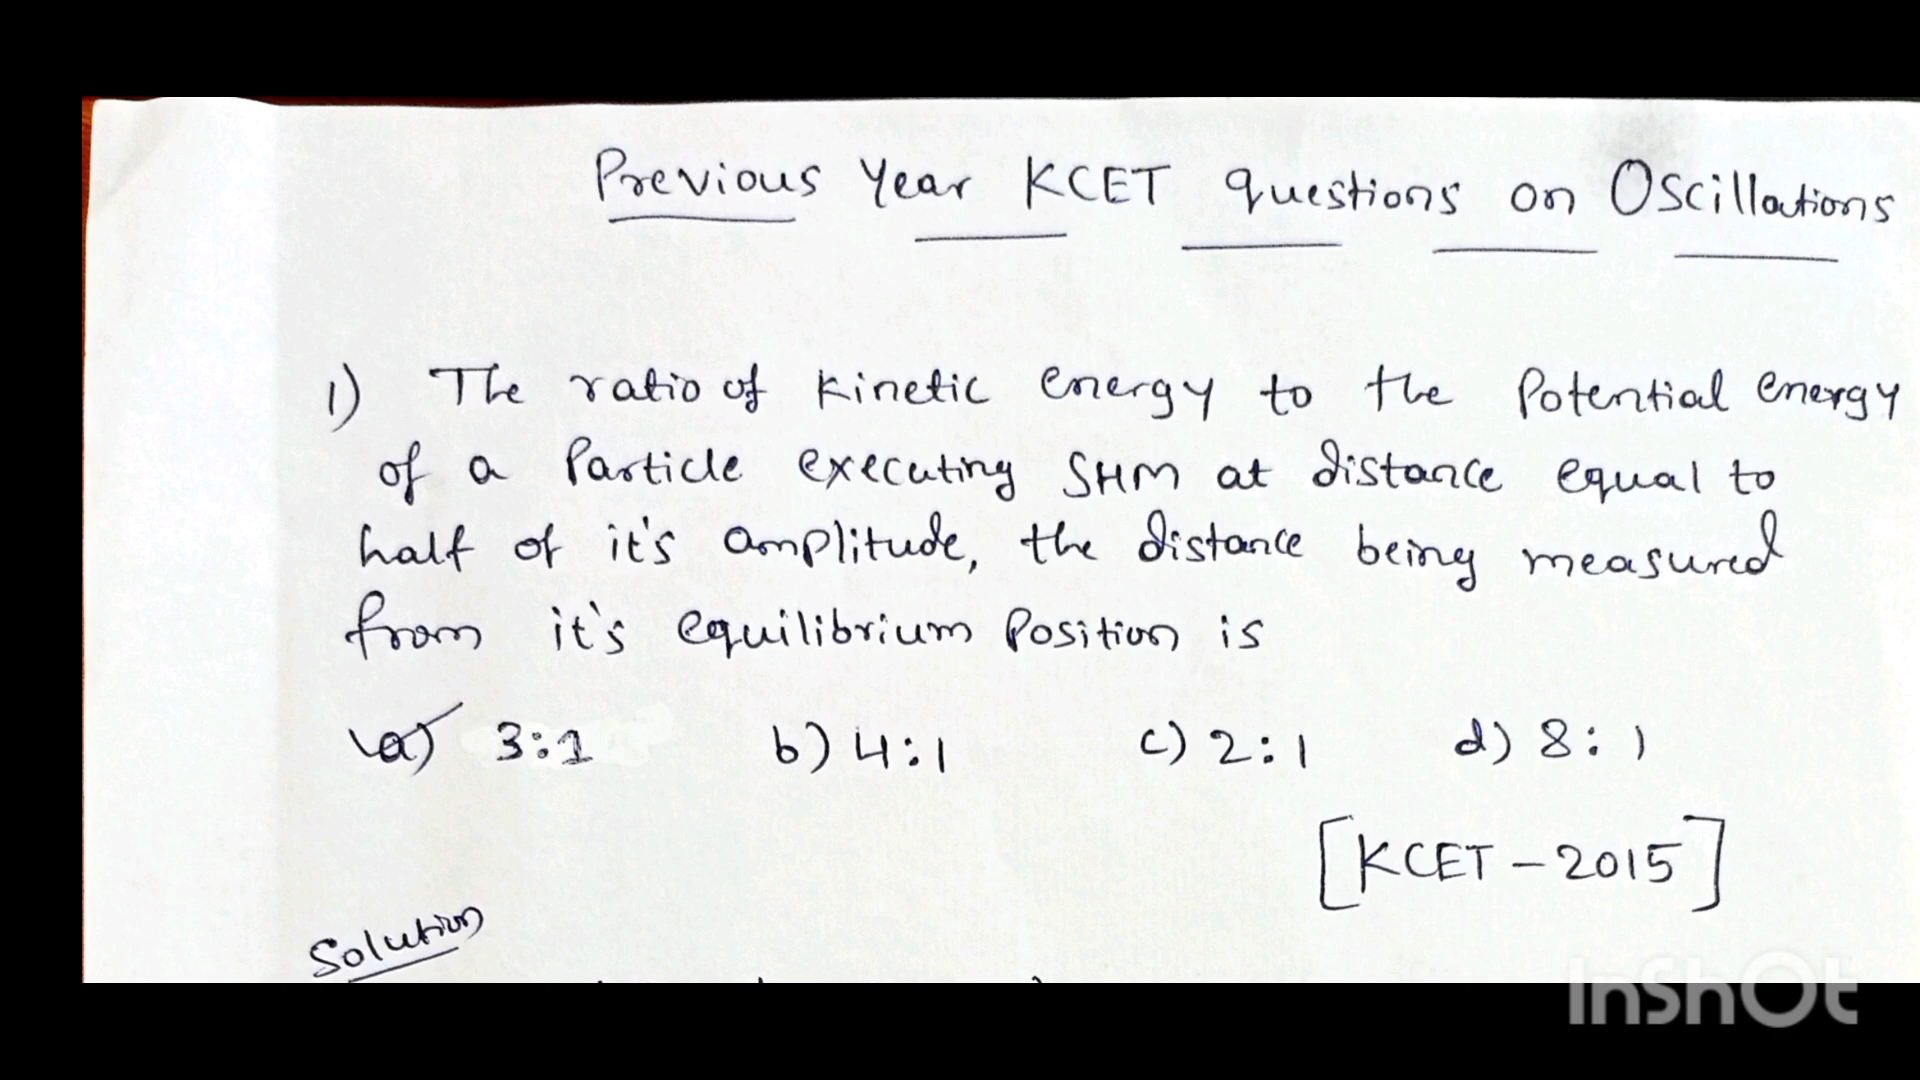 Previous Year KCET questions on Oscillations
1) The ratio of kinetic energy to the Potential energy
of a Particle executing SHM at distance equal to
half of it's amplitude, the distance being measured
from it's equilibrium Position is
a) 3:1 b) 4:1 c) 2:1 d) 8:1
[KCET-2015]
Solution
InShOt